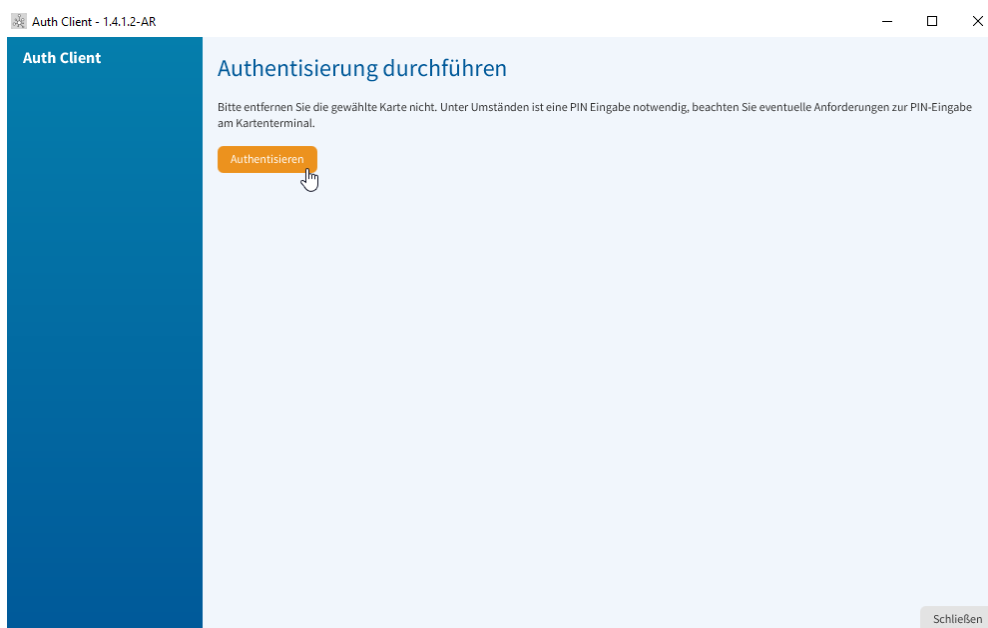 Auth Client - 1.4.1.2-AR
Auth Client
Authentisierung durchführen
Bitte entfernen Sie die gewählte Karte nicht. Unter Umständen ist eine PIN Eingabe notwendig, beachten Sie eventuelle Anforderungen zur PIN-Eingabe
am Kartenterminal.
Authentisieren
Schließen